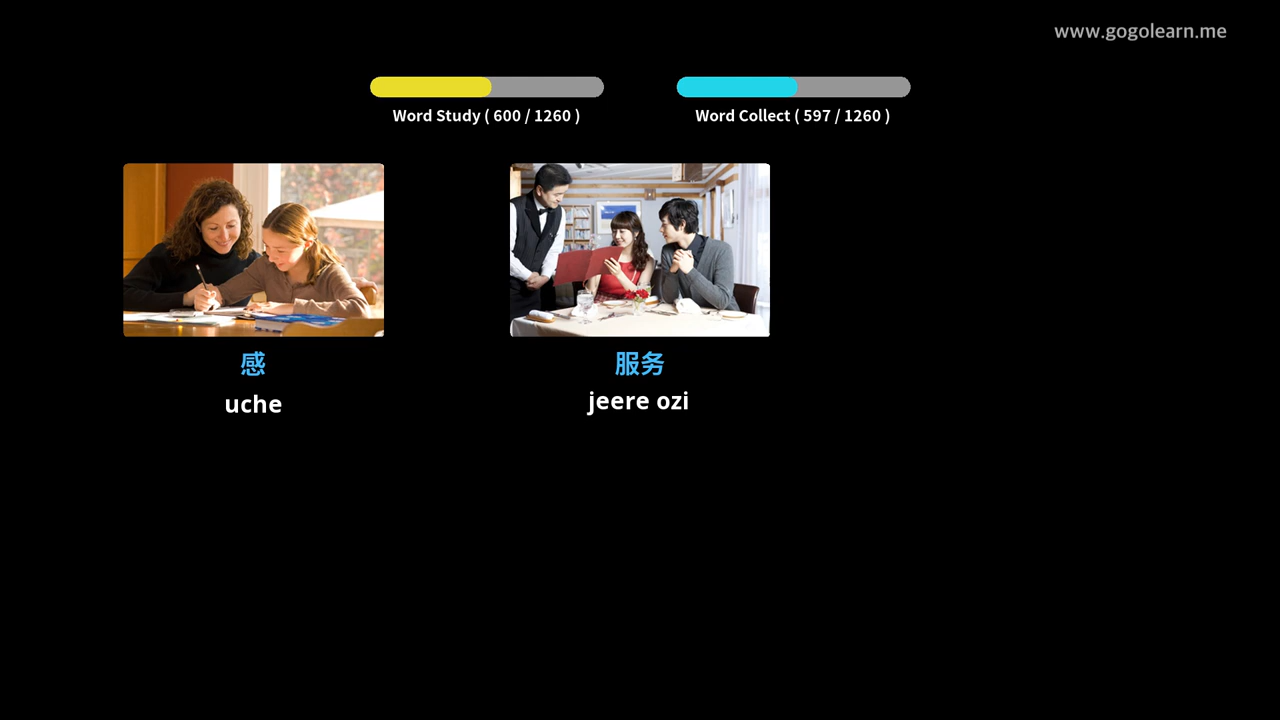 www.gogolearn.me
Word Study ( 600 / 1260 )
Word Collect ( 597 / 1260 )
感
uche
服务
jeere ozi